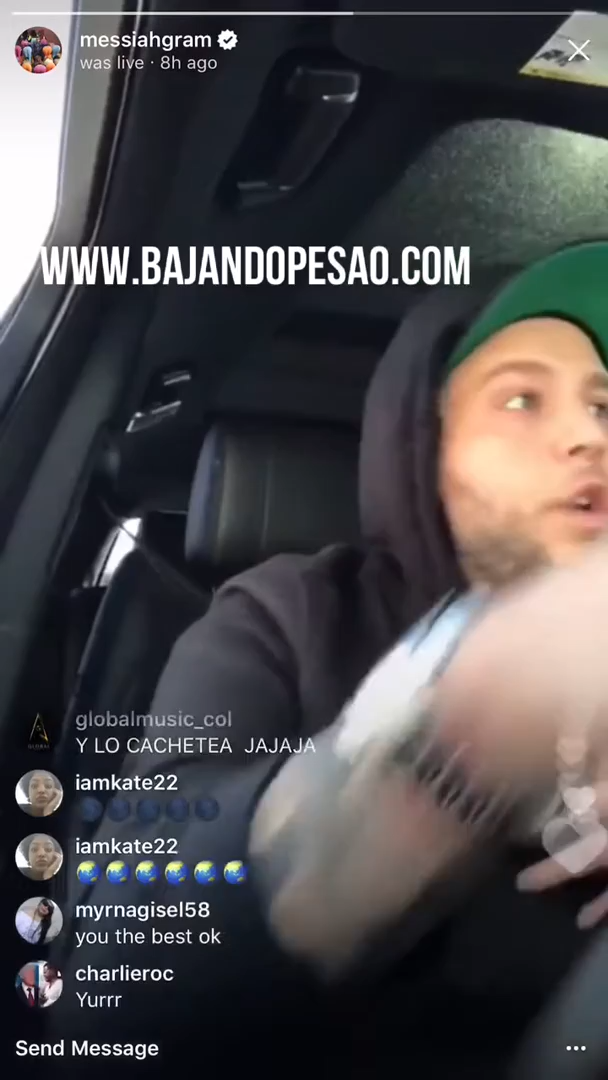 messiahgram
was live · 8h ago
WWW.BAJANDOPESAO.COM
globalmusic_col
Y LO CACHETEA JAJAJA
iamkate22
iamkate22
🌏🌏🌏🌏🌏🌏
myrnagisel58
you the best ok
charlieroc
Yurrr
Send Message